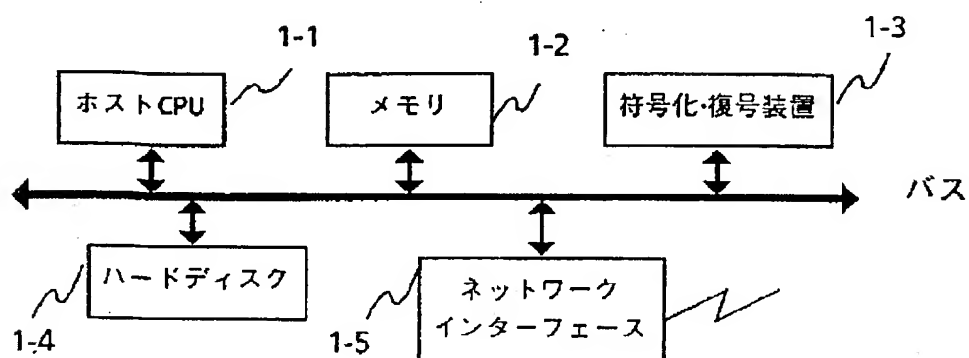 1-1
1-2
1-3
ホストCPU
メモリ
符号化・復号装置
バス
ハードディスク
ネットワーク
インターフェース
1-4
1-5